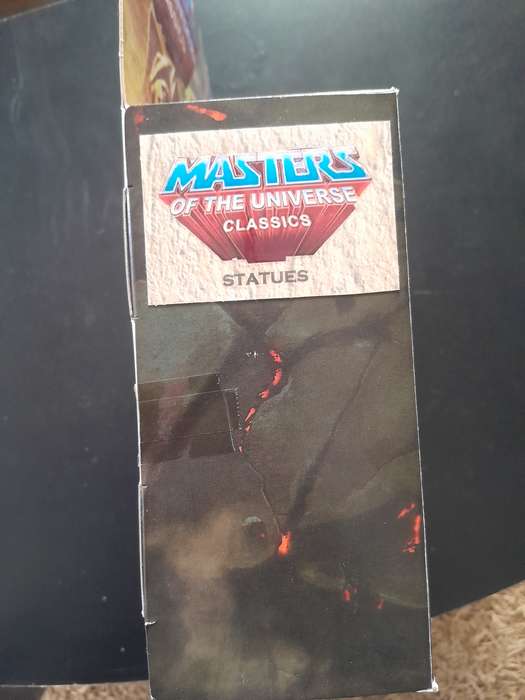 MASTERS
OF THE UNIVERSE
CLASSICS
STATUES